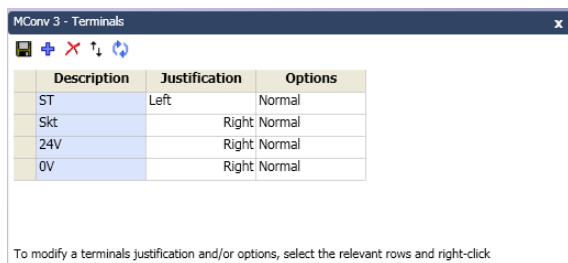 MConv 3 - Terminals x
Description Justification Options
ST Left Normal
Skt Right Normal
24V Right Normal
0V Right Normal
To modify a terminals justification and/or options, select the relevant rows and right-click